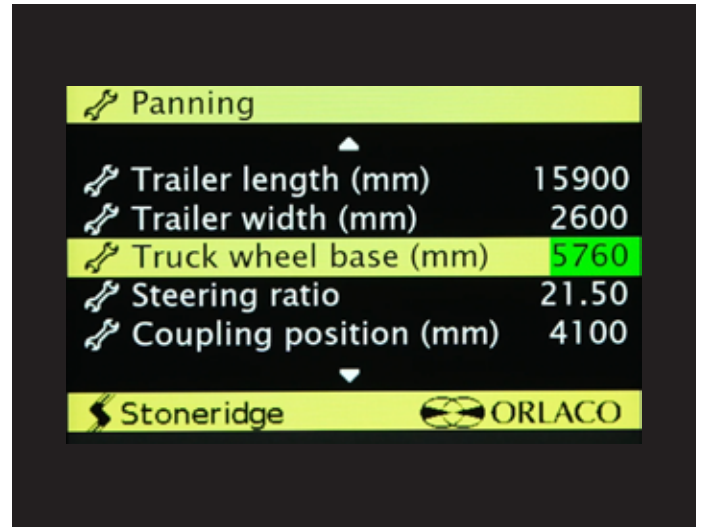 Panning
Trailer length (mm) 15900
Trailer width (mm) 2600
Truck wheel base (mm) 5760
Steering ratio 21.50
Coupling position (mm) 4100
Stoneridge ORLACO